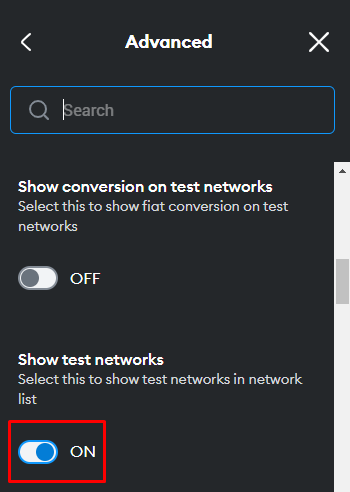 Advanced
Search
Show conversion on test networks
Select this to show fiat conversion on test
networks
OFF
Show test networks
Select this to show test networks in network
list
ON